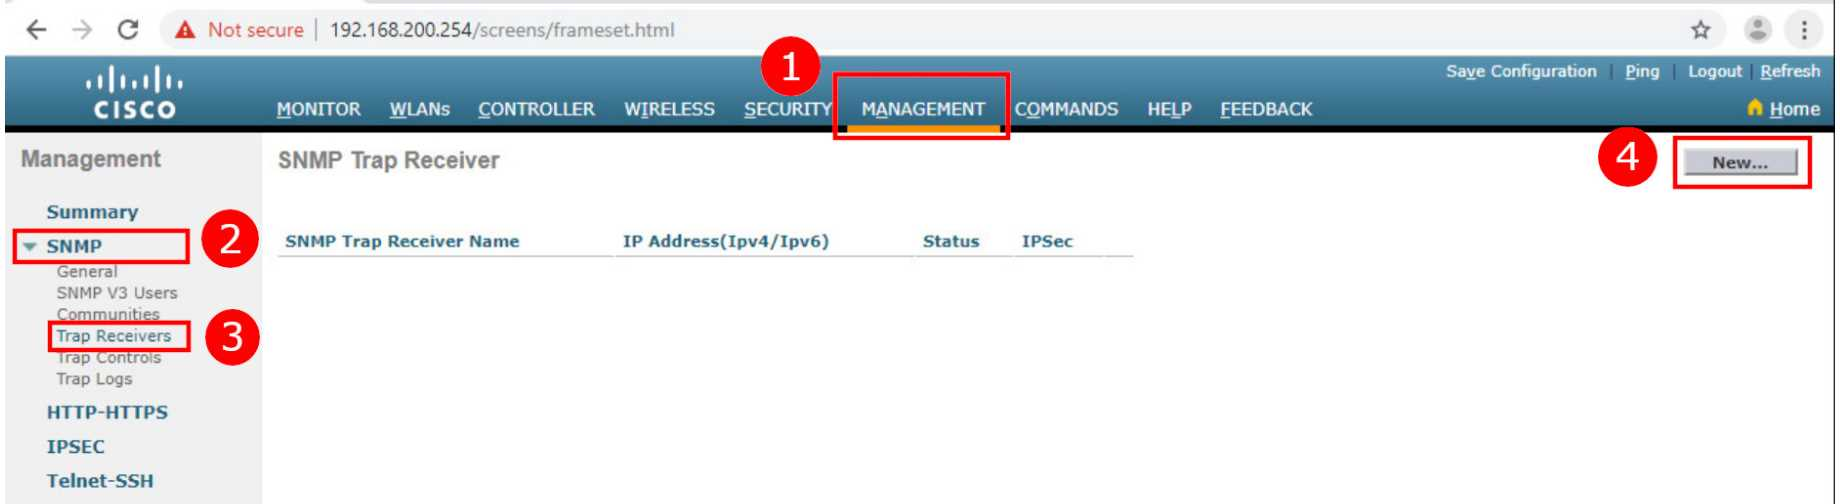 Not secure | 192.168.200.254/screens/frameset.html
Save Configuration | Ping | Logout | Refresh
CISCO
MONITOR WLANs CONTROLLER WIRELESS SECURITY MANAGEMENT COMMANDS HELP FEEDBACK
Home
1
Management
SNMP Trap Receiver
4
New...
Summary
SNMP
2
SNMP Trap Receiver Name IP Address(Ipv4/Ipv6) Status IPSec
General
SNMP V3 Users
Communities
Trap Receivers
3
Trap Controls
Trap Logs
HTTP-HTTPS
IPSEC
Telnet-SSH